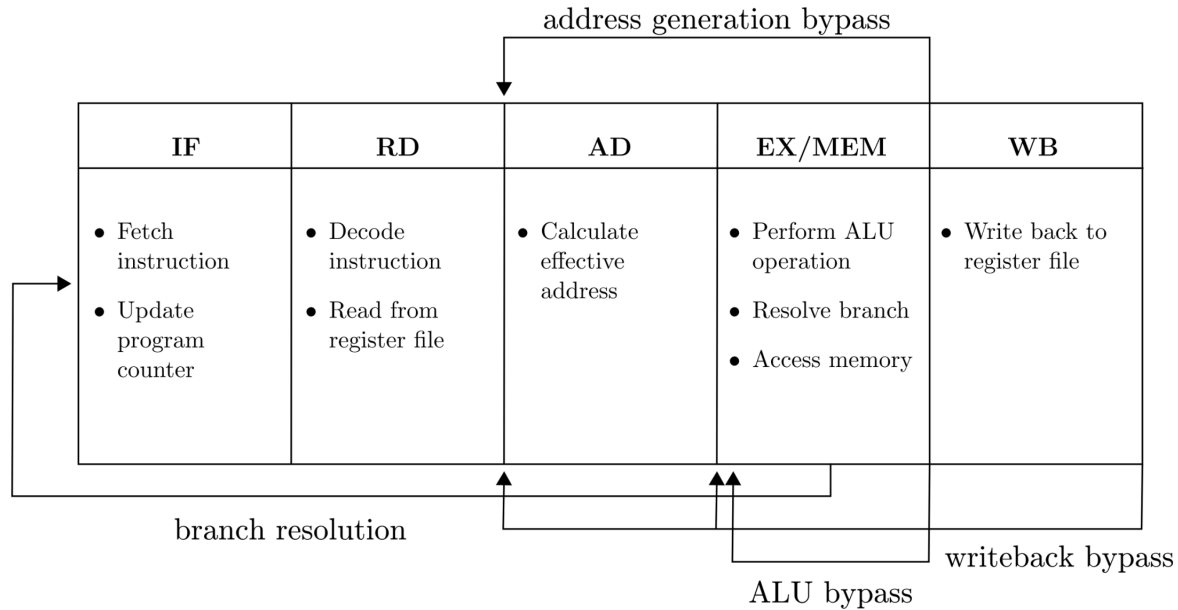 address generation bypass
IF
RD
AD
EX/MEM
WB
• Fetch
instruction
• Update
program
counter
• Decode
instruction
• Read from
register file
• Calculate
effective
address
• Perform ALU
operation
• Resolve branch
• Access memory
• Write back to
register file
branch resolution
writeback bypass
ALU bypass